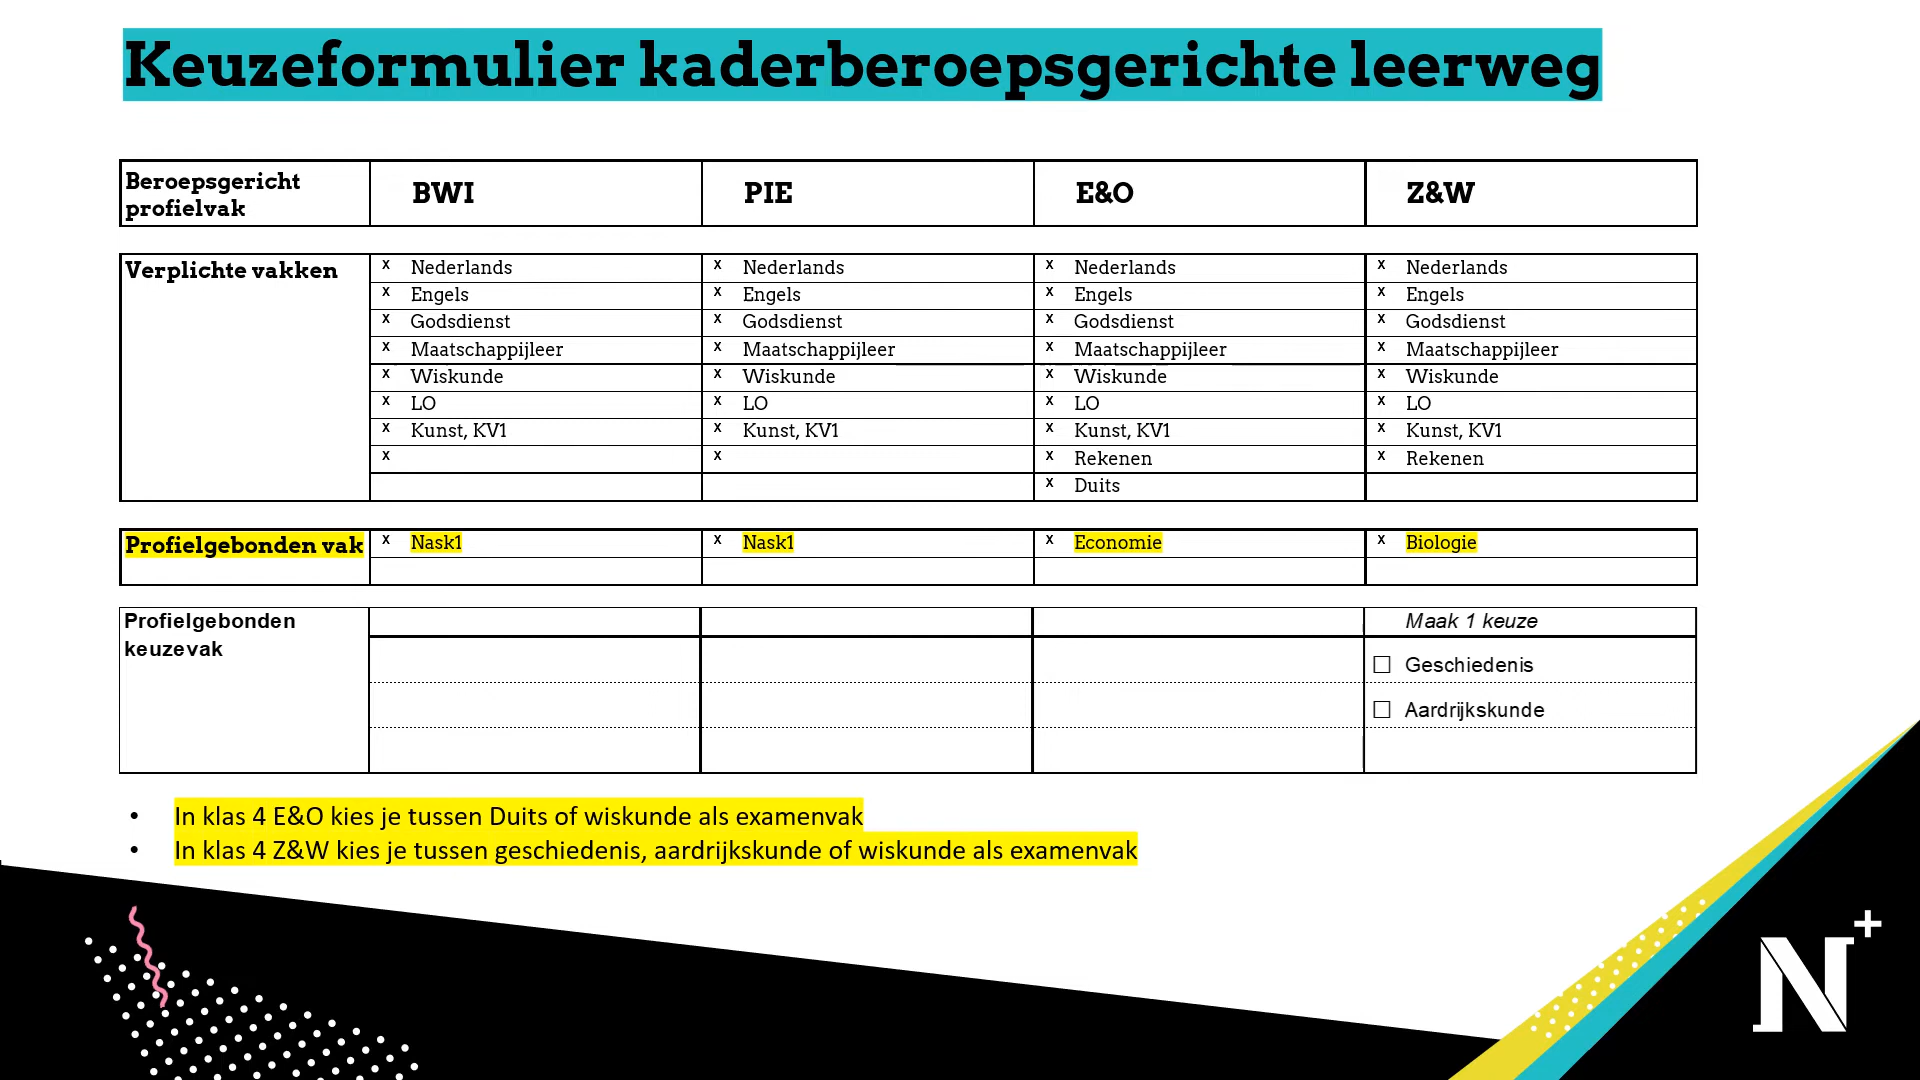 Keuzeformulier kaderberoepsgerichte leerweg
Beroepsgericht profielvak BWI PIE E&O Z&W
Verplichte vakken x Nederlands x Nederlands x Nederlands x Nederlands
x Engels x Engels x Engels x Engels
x Godsdienst x Godsdienst x Godsdienst x Godsdienst
x Maatschappijleer x Maatschappijleer x Maatschappijleer x Maatschappijleer
x Wiskunde x Wiskunde x Wiskunde x Wiskunde
x LO x LO x LO x LO
x Kunst, KV1 x Kunst, KV1 x Kunst, KV1 x Kunst, KV1
x x x Rekenen x Rekenen
x Duits
Profielgebonden vak x Nask1 x Nask1 x Economie x Biologie
Profielgebonden keuzevak Maak 1 keuze
☐ Geschiedenis
☐ Aardrijkskunde
• In klas 4 E&O kies je tussen Duits of wiskunde als examenvak
• In klas 4 Z&W kies je tussen geschiedenis, aardrijkskunde of wiskunde als examenvak
N+